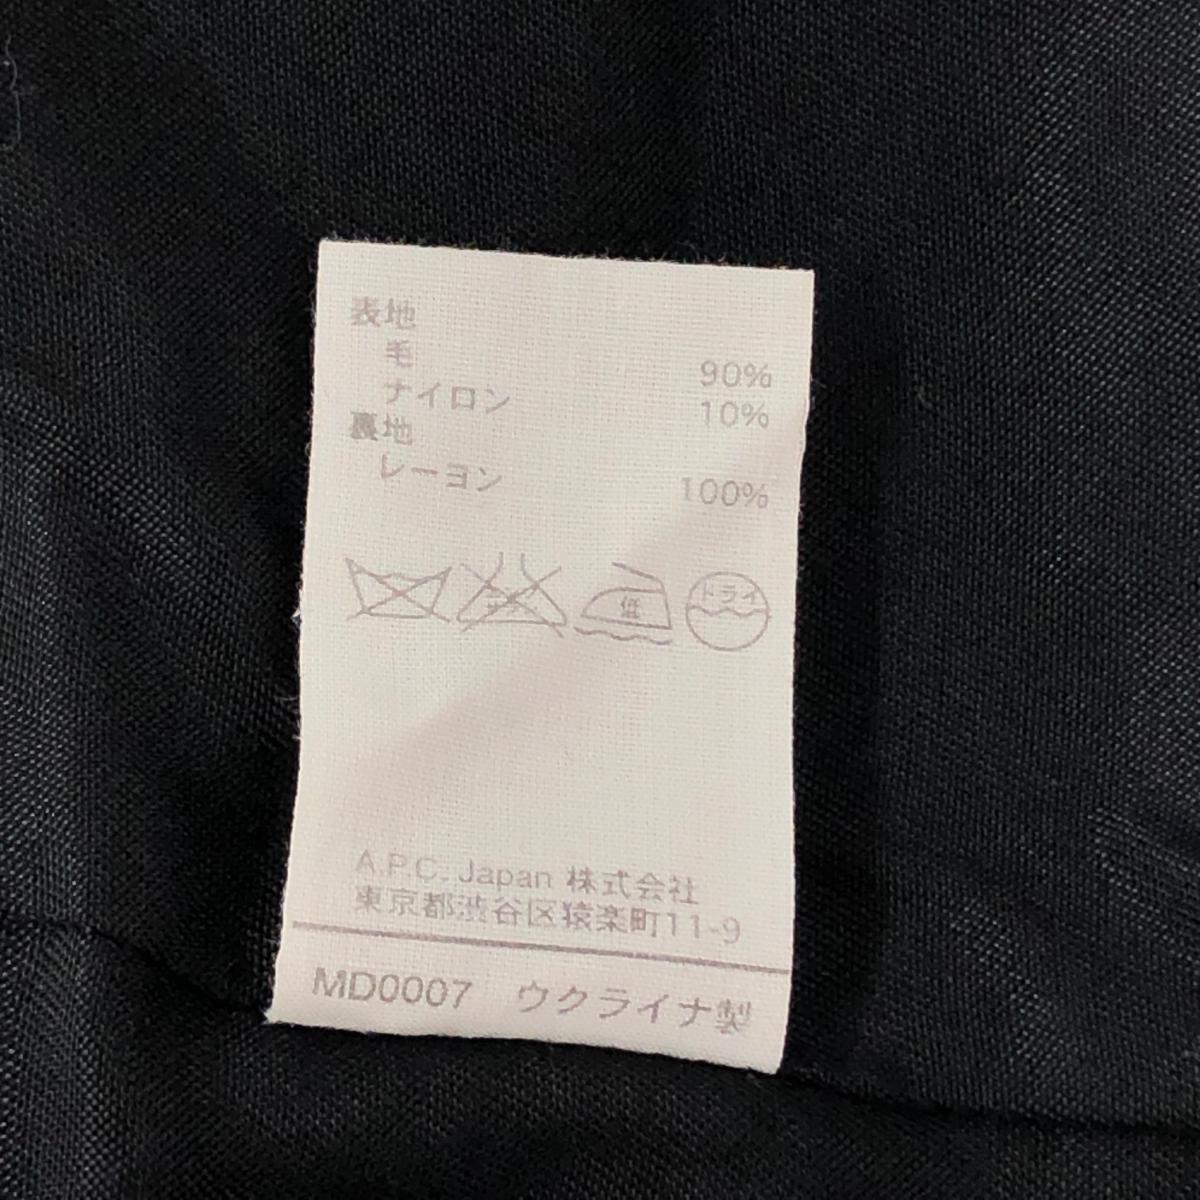 表地
毛 90%
ナイロン 10%
裏地
レーヨン 100%
低 ドライ
A.P.C. Japan 株式会社
東京都渋谷区猿楽町11-9
MD0007 ウクライナ製